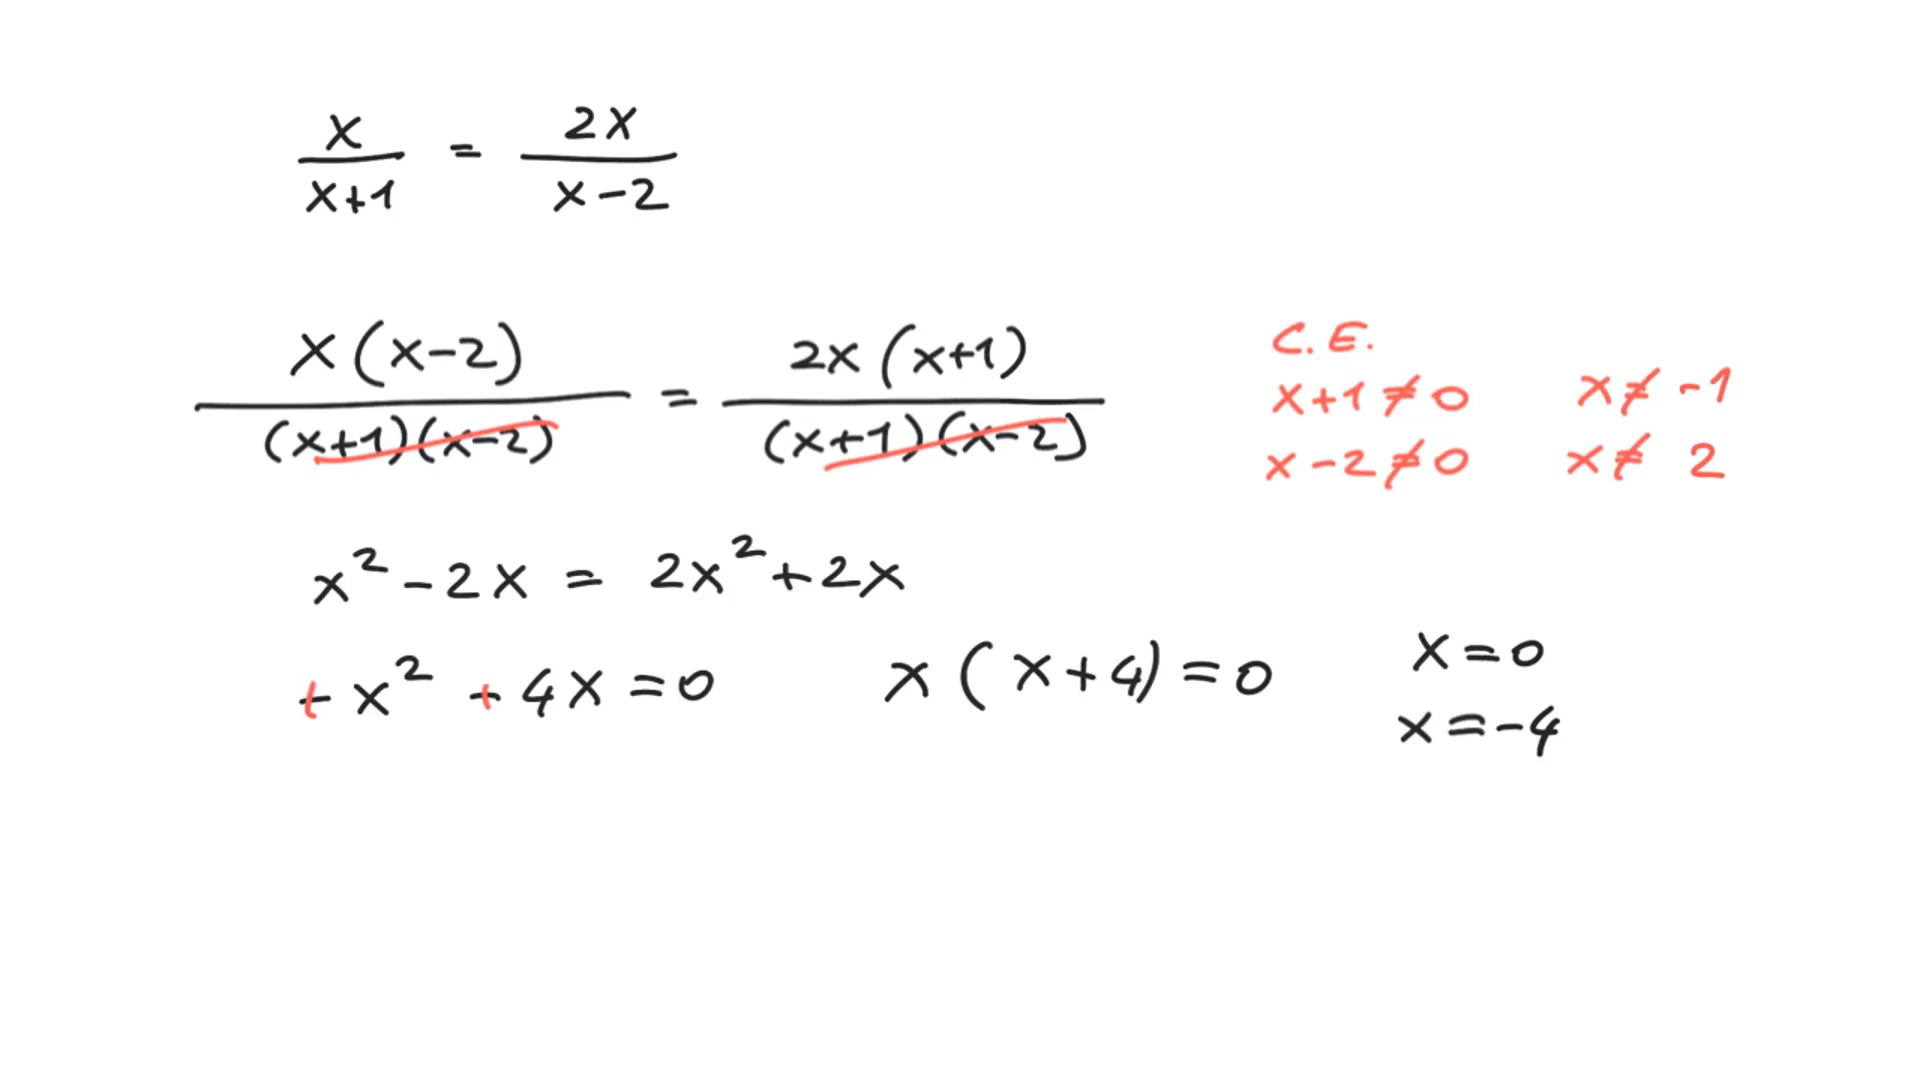 x/(x+1) = 2x/(x-2)
x(x-2)/((x+1)(x-2)) = 2x(x+1)/((x+1)(x-2))
C.E.
x+1≠0 x≠-1
x-2≠0 x≠ 2
x²-2x = 2x²+2x
+x² +4x=0 x(x+4)=0
x=0
x=-4